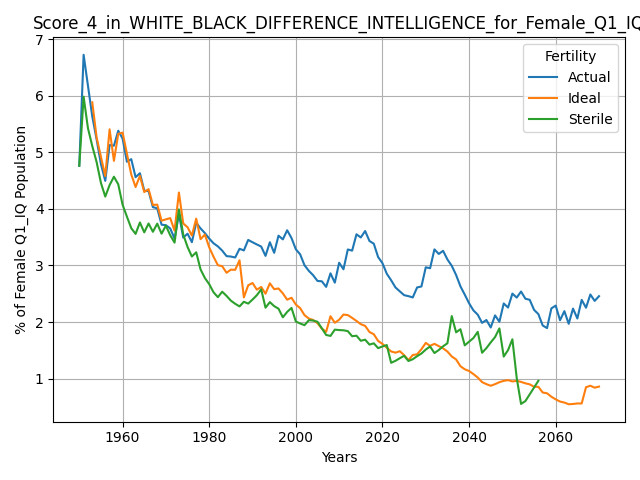 Score_4_in_WHITE_BLACK_DIFFERENCE_INTELLIGENCE_for_Female_Q1_IQ
7
6
5
4
3
2
1
% of Female Q1_IQ Population
Fertility
Actual
Ideal
Sterile
1960 1980 2000 2020 2040 2060
Years